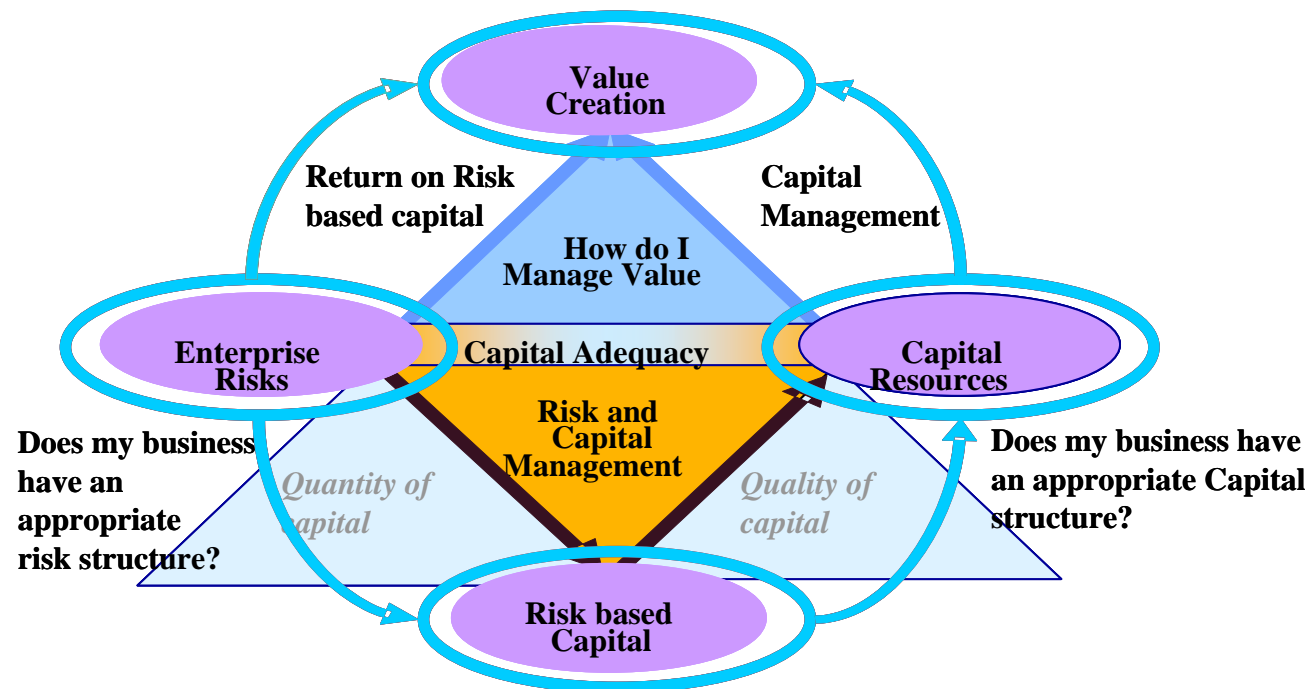 Value
Creation
Return on Risk
based capital
Capital
Management
How do I
Manage Value
Enterprise
Risks
Capital Adequacy
Capital
Resources
Risk and
Capital
Management
Does my business
have an
appropriate
risk structure?
Quantity of
capital
Quality of
capital
Does my business have
an appropriate Capital
structure?
Risk based
Capital